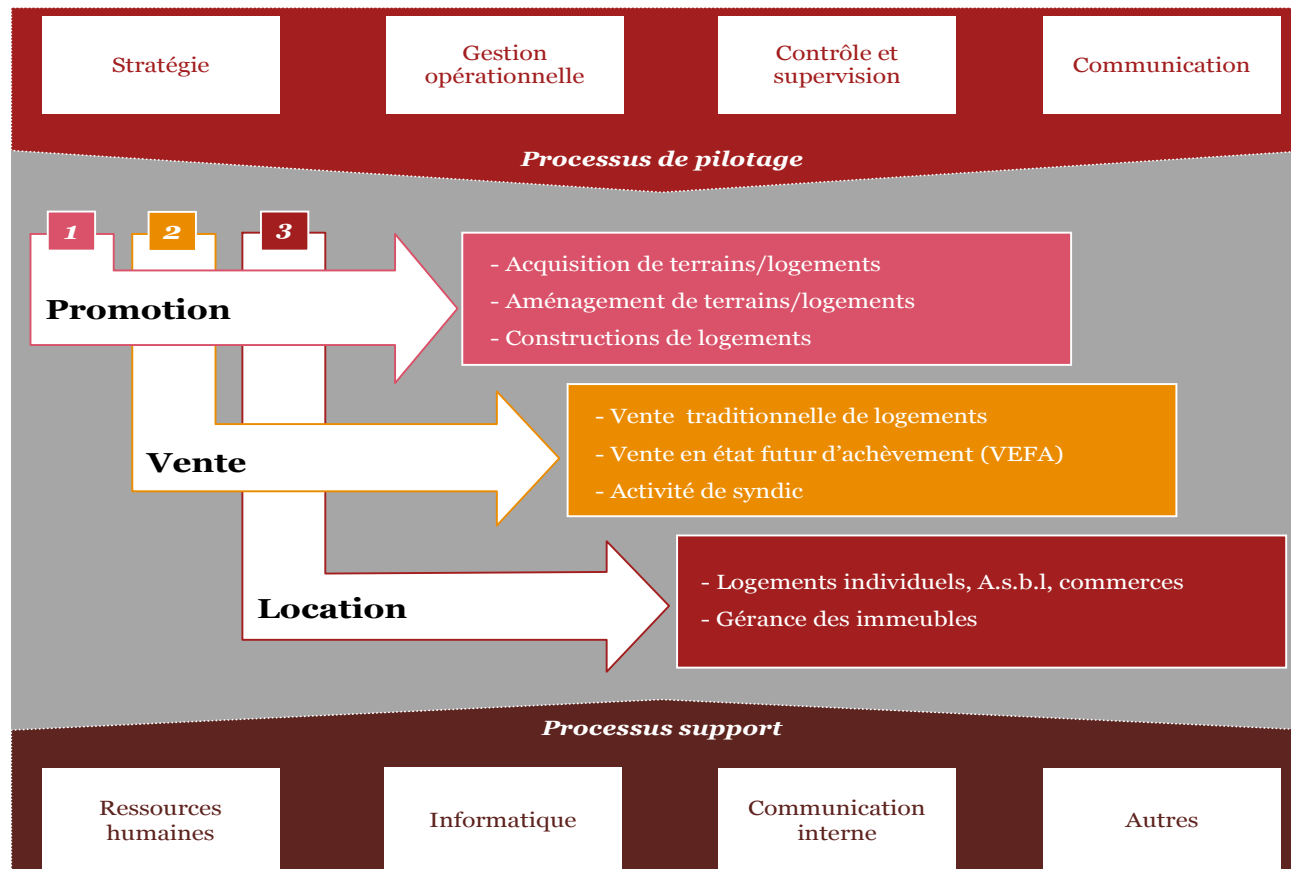 Stratégie
Gestion
opérationnelle
Contrôle et
supervision
Communication
Processus de pilotage
1
2
3
Promotion
- Acquisition de terrains/logements
- Aménagement de terrains/logements
- Constructions de logements
Vente
- Vente traditionnelle de logements
- Vente en état futur d’achèvement (VEFA)
- Activité de syndic
Location
- Logements individuels, A.s.b.l, commerces
- Gérance des immeubles
Processus support
Ressources
humaines
Informatique
Communication
interne
Autres